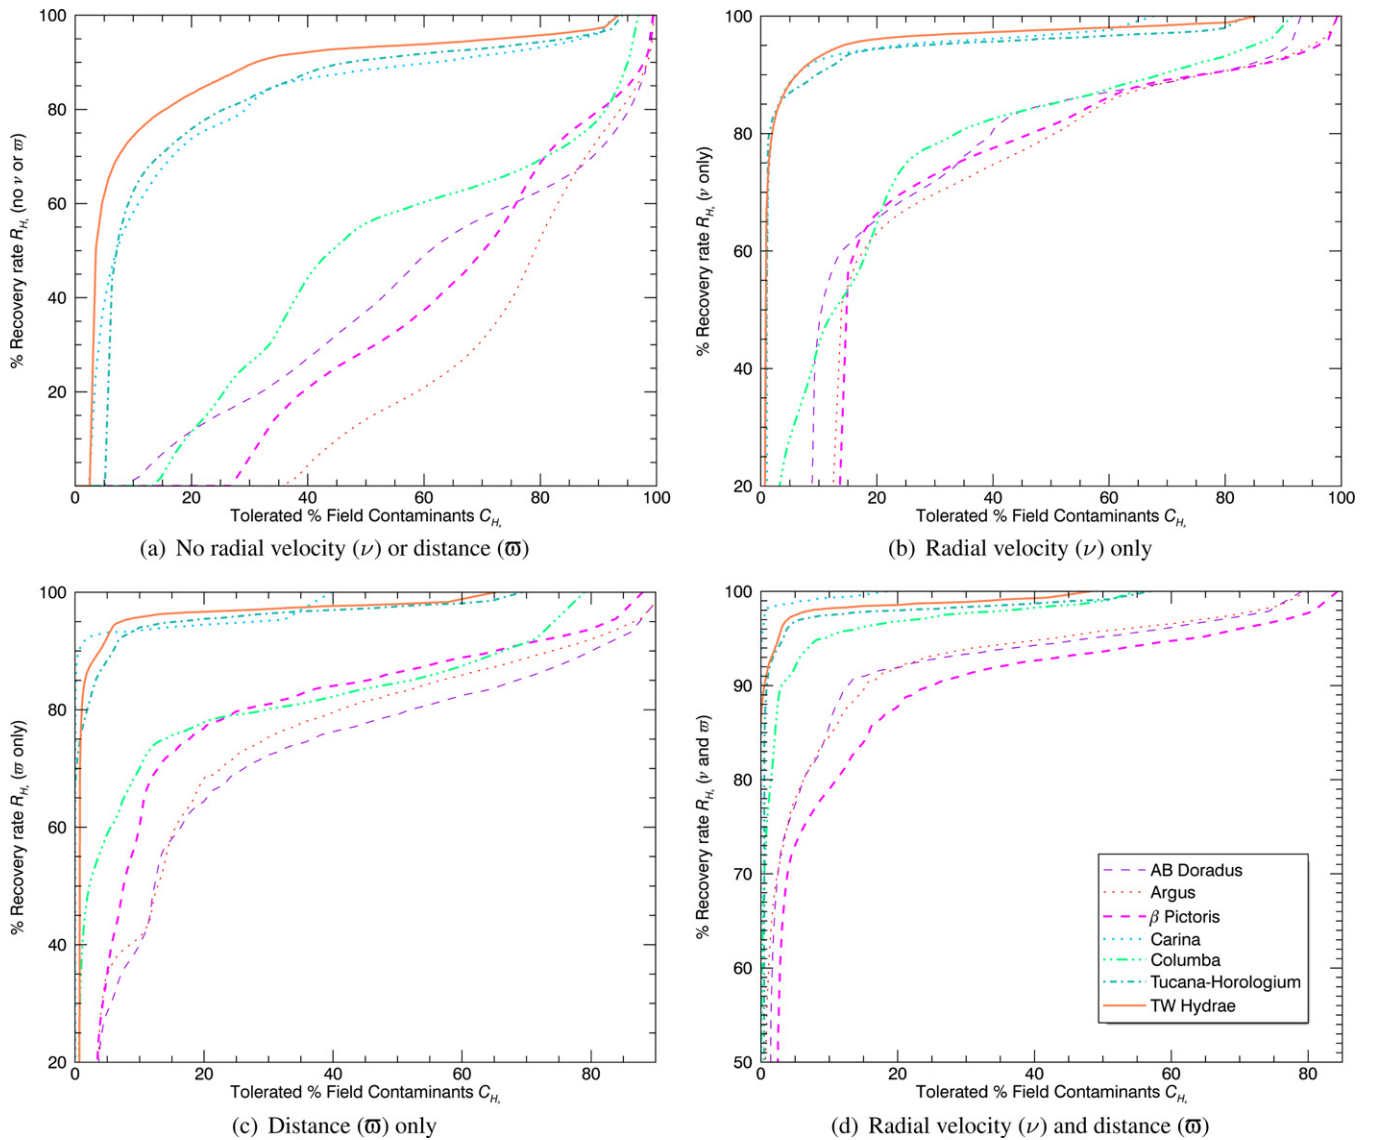 100
80
60
40
20
% Recovery rate R_H, (no ν or ϖ)
0 20 40 60 80 100
Tolerated % Field Contaminants C_H,
(a) No radial velocity (ν) or distance (ϖ)
100
80
60
40
20
% Recovery rate R_H, (ν only)
0 20 40 60 80 100
Tolerated % Field Contaminants C_H,
(b) Radial velocity (ν) only
100
80
60
40
20
% Recovery rate R_H, (ϖ only)
0 20 40 60 80
Tolerated % Field Contaminants C_H,
(c) Distance (ϖ) only
100
90
80
70
60
50
% Recovery rate R_H, (ν and ϖ)
AB Doradus
Argus
β Pictoris
Carina
Columba
Tucana-Horologium
TW Hydrae
0 20 40 60 80
Tolerated % Field Contaminants C_H,
(d) Radial velocity (ν) and distance (ϖ)